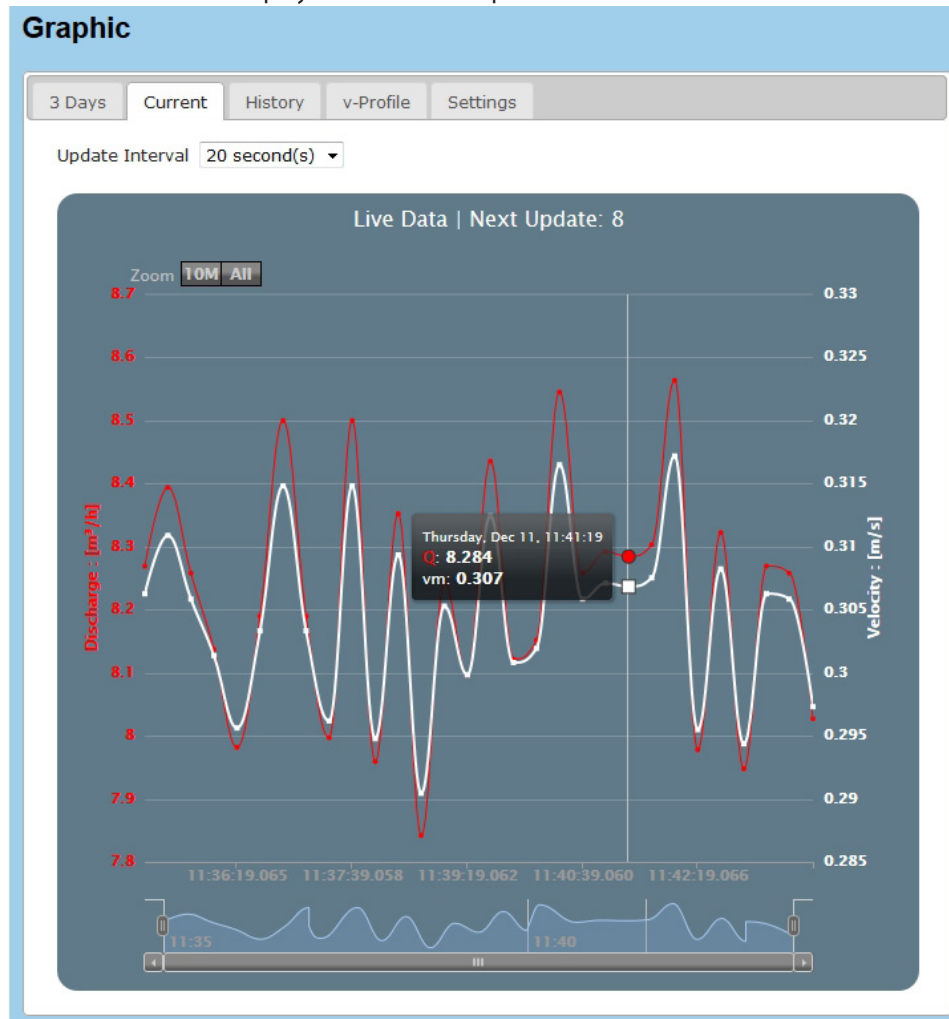 Graphic
3 Days Current History v-Profile Settings
Update Interval 20 second(s)
Live Data | Next Update: 8
Zoom 10M All
8.7 0.33
8.6 0.325
8.5 0.32
8.4 0.315
8.3 0.31
8.2 0.305
8.1 0.3
8 0.295
7.9 0.29
7.8 0.285
Discharge : [m³/h]
Velocity : [m/s]
Thursday, Dec 11, 11:41:19
Q: 8.284
vm: 0.307
11:36:19.065 11:37:39.058 11:39:19.062 11:40:39.060 11:42:19.066
11:35 11:40